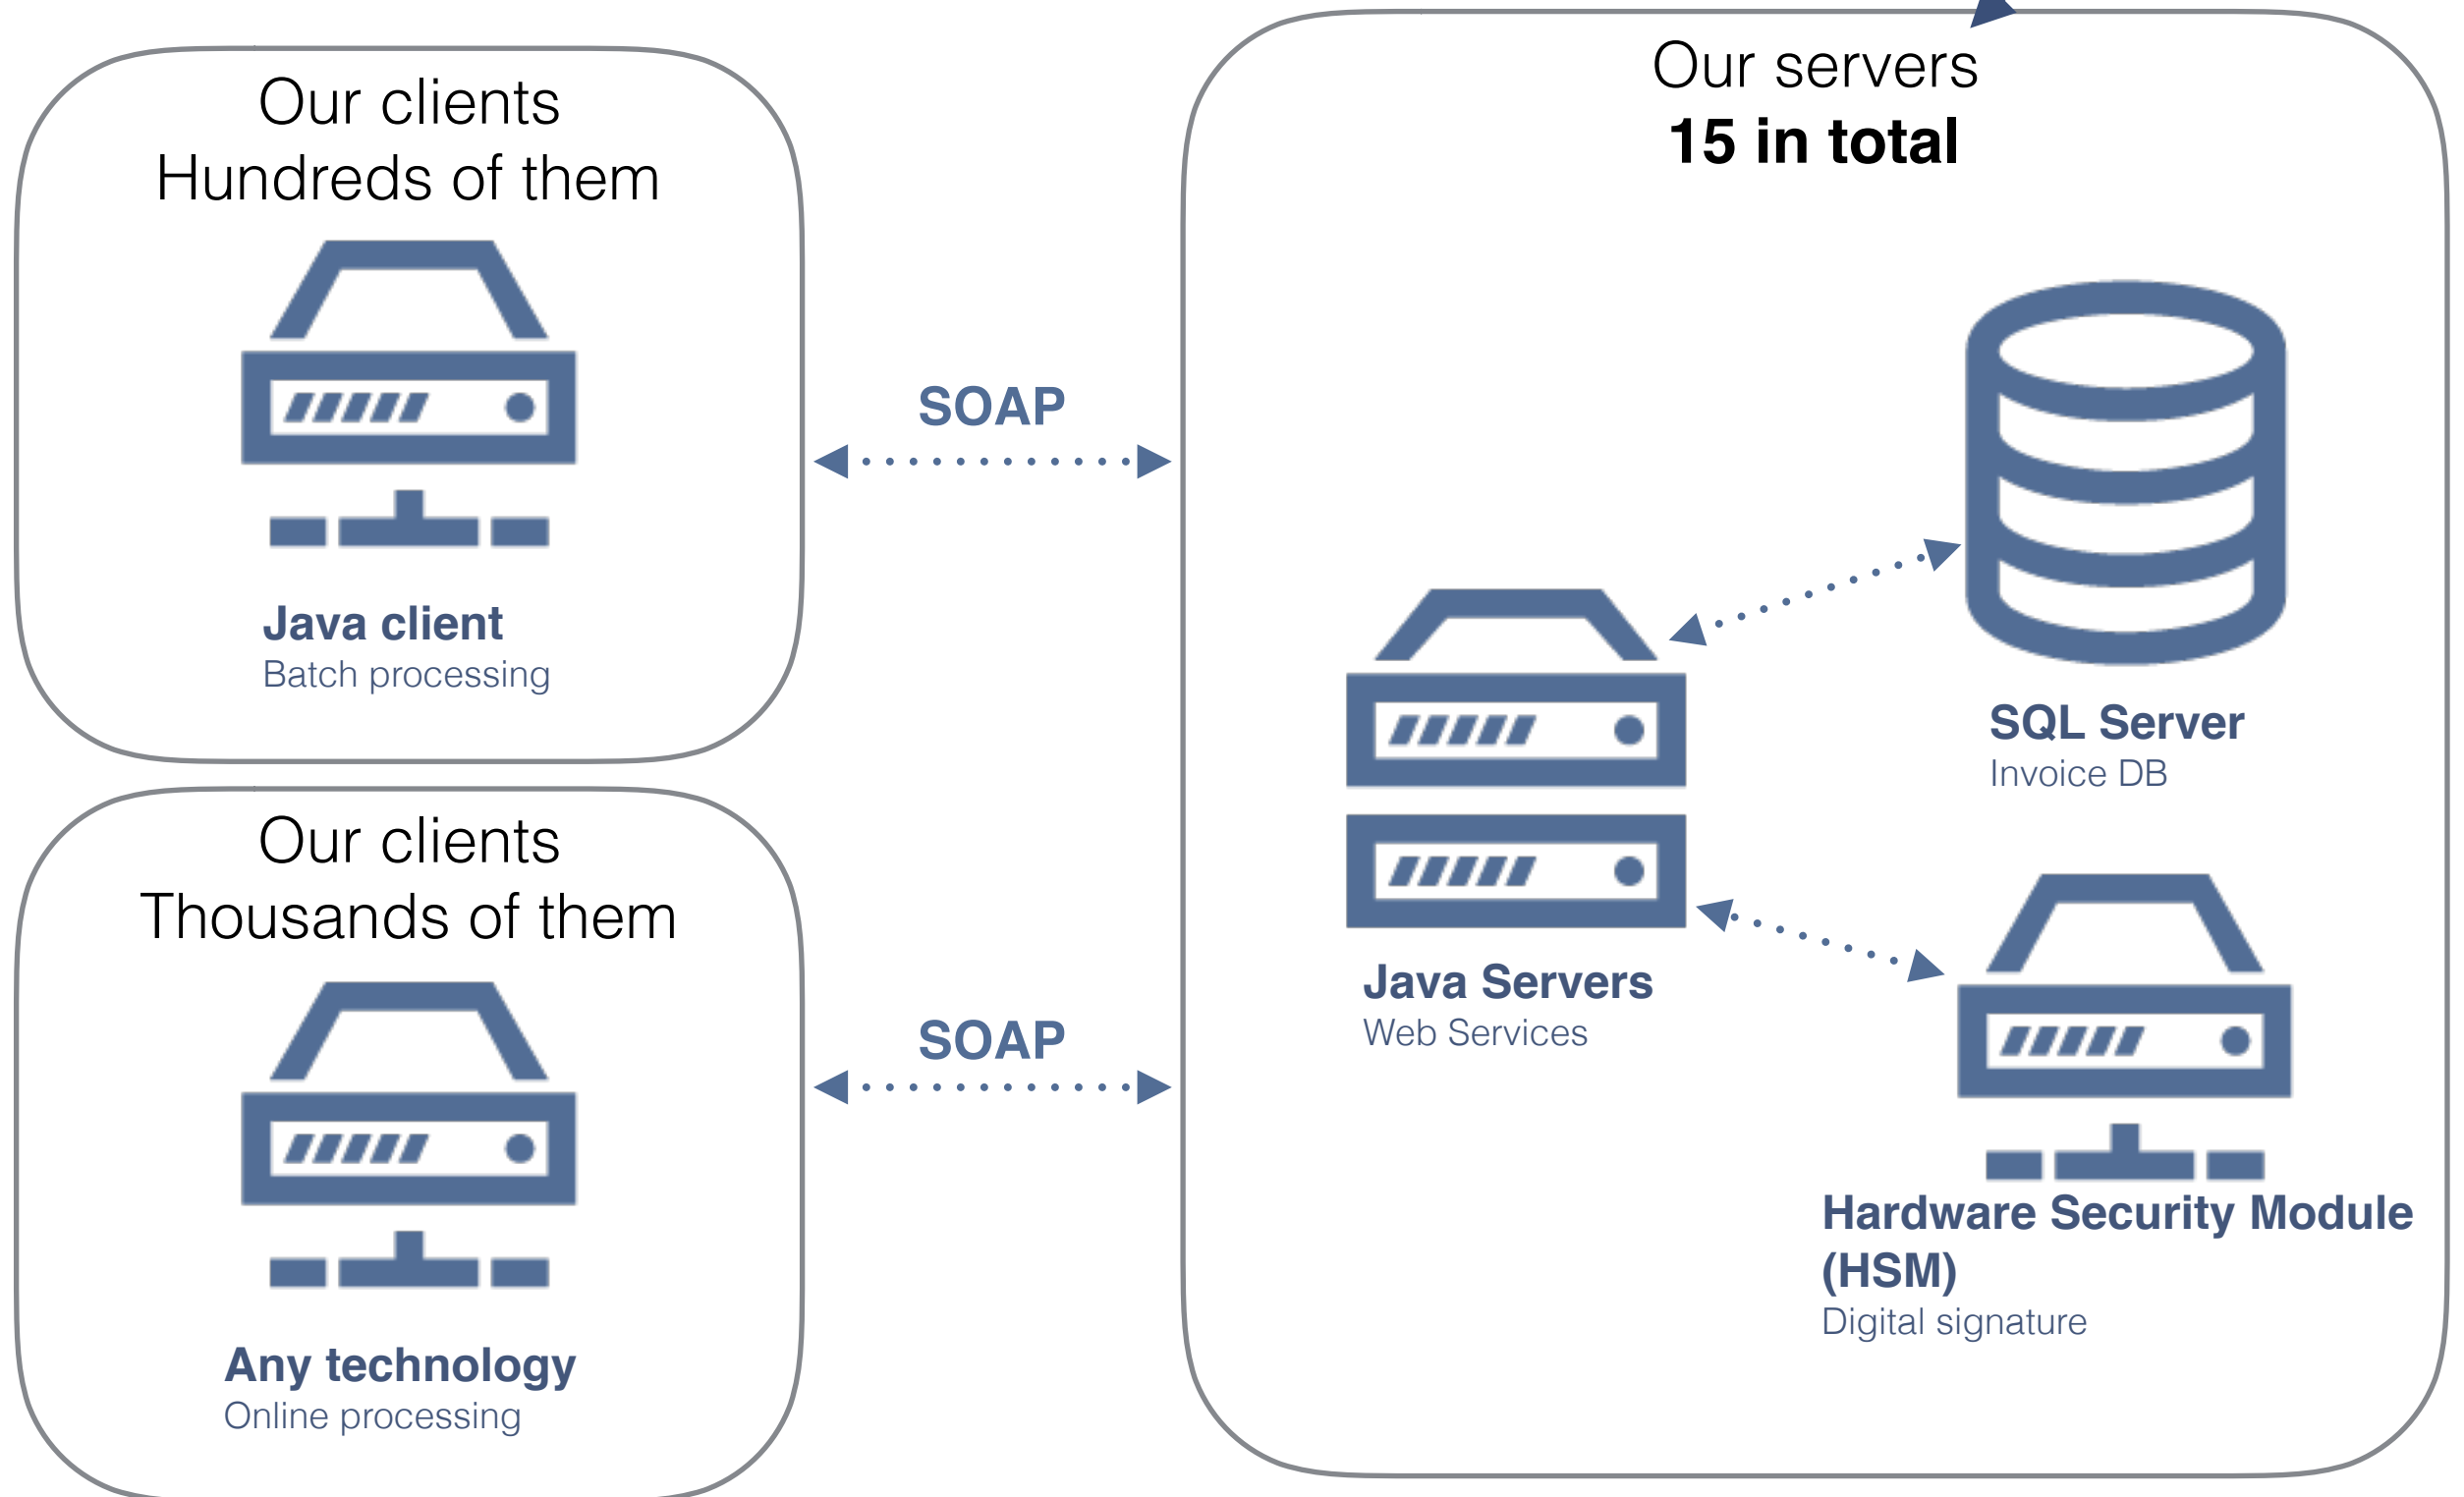 Our clients
Hundreds of them
Java client
Batch processing
Our clients
Thousands of them
Any technology
Online processing
SOAP
SOAP
Our servers
15 in total
SQL Server
Invoice DB
Java Servers
Web Services
Hardware Security Module
(HSM)
Digital signature